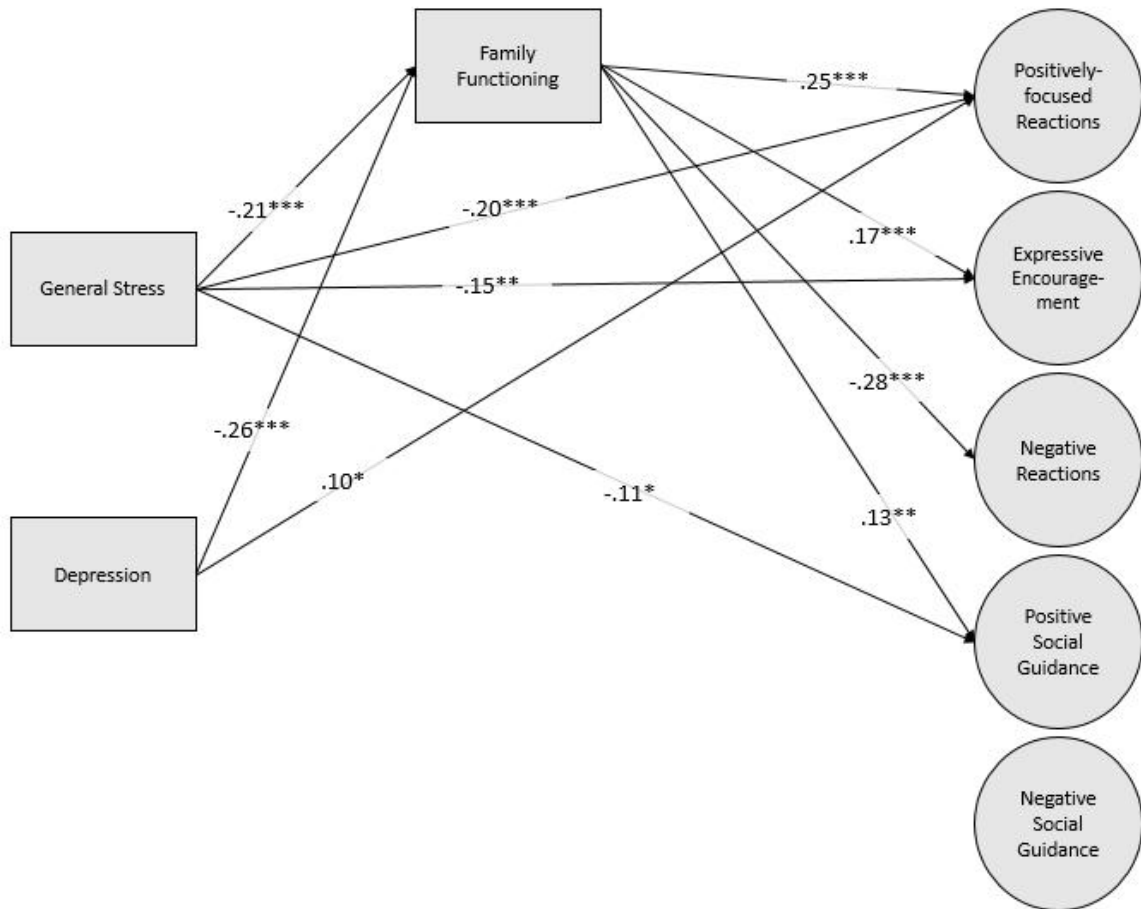 Family
Functioning
Positively-
focused
Reactions
.25***
-.21***
-.20***
.17***
General Stress
-.15**
Expressive
Encourage-
ment
-.28***
-.26***
Negative
Reactions
.10*
-.11*
.13**
Depression
Positive
Social
Guidance
Negative
Social
Guidance